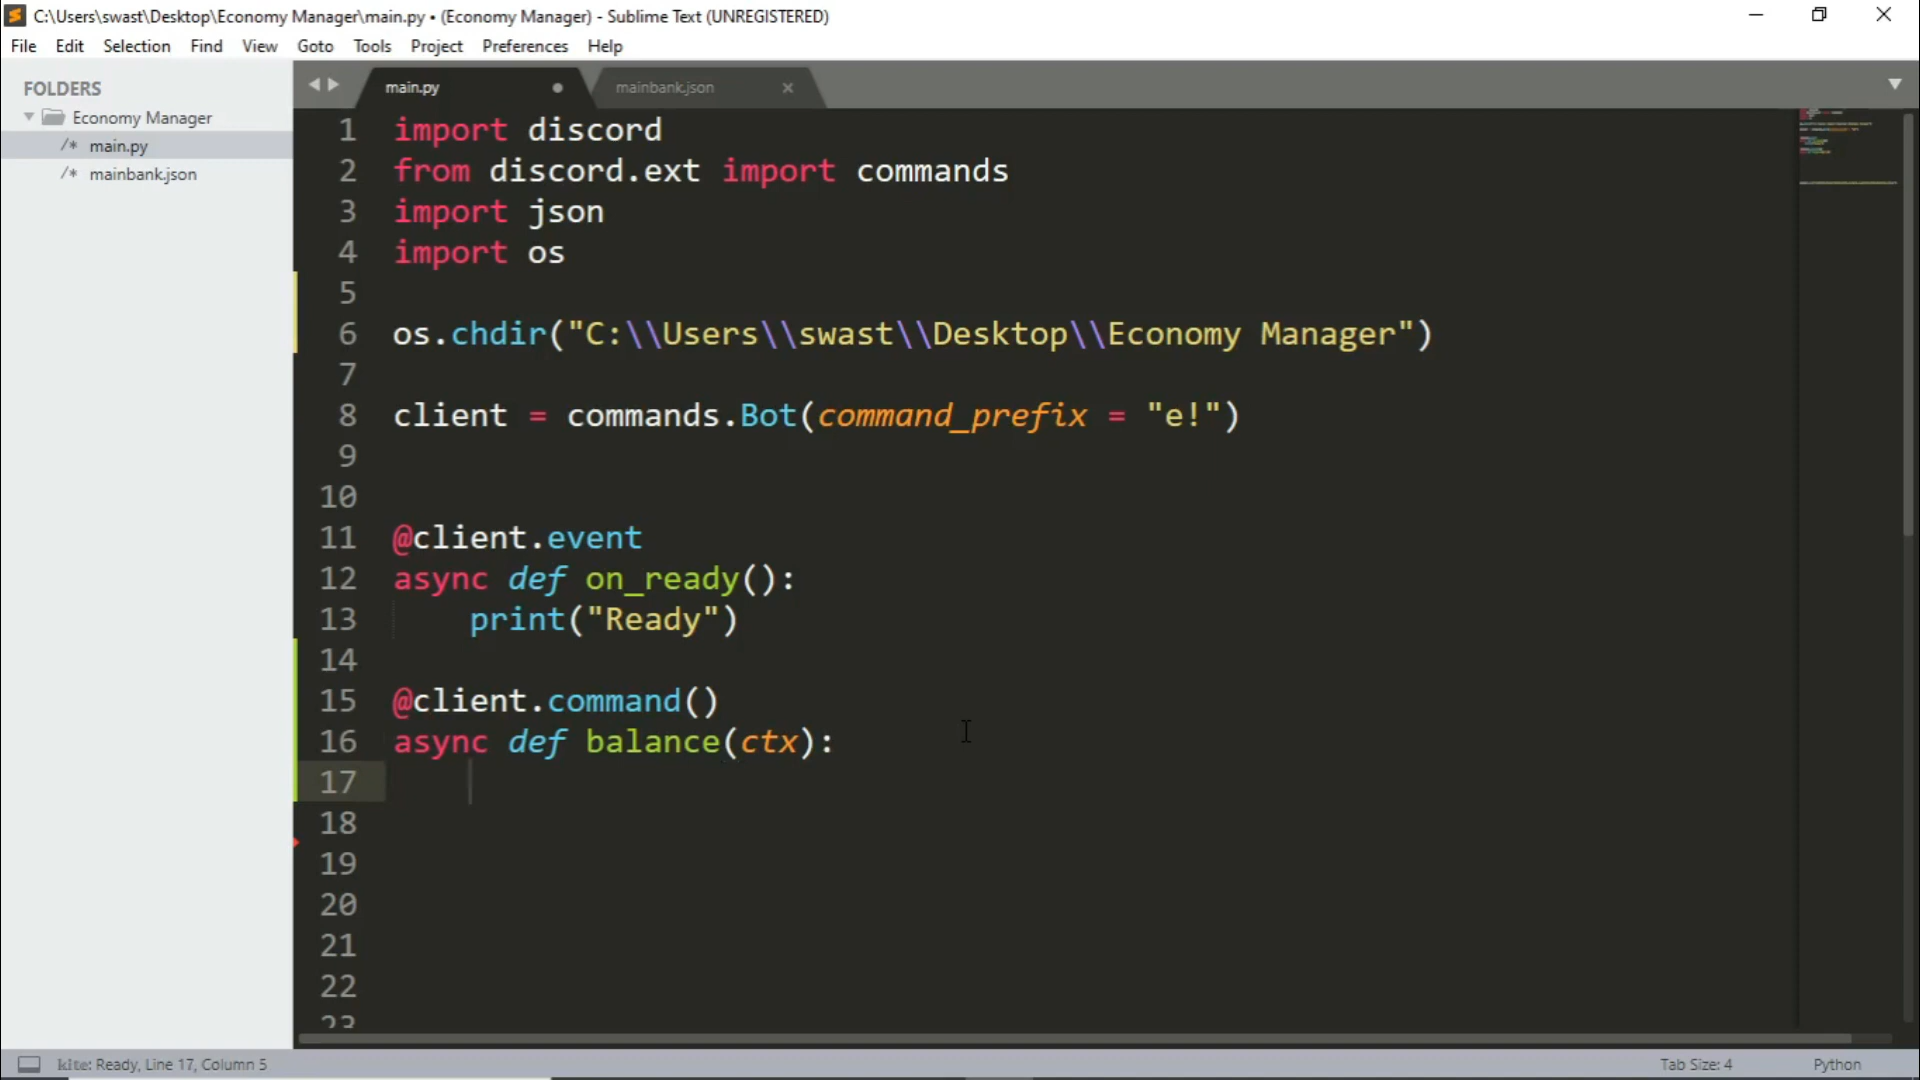 C:\Users\swast\Desktop\Economy Manager\main.py • (Economy Manager) - Sublime Text (UNREGISTERED)
File Edit Selection Find View Goto Tools Project Preferences Help
FOLDERS
Economy Manager
/* main.py
/* mainbank.json
main.py
mainbank.json
1 import discord
2 from discord.ext import commands
3 import json
4 import os
5
6 os.chdir("C:\\Users\\swast\\Desktop\\Economy Manager")
7
8 client = commands.Bot(command_prefix = "e!")
9
10
11 @client.event
12 async def on_ready():
13     print("Ready")
14
15 @client.command()
16 async def balance(ctx):
17
18
19
20
21
22
23
kite: Ready, Line 17, Column 5
Tab Size: 4
Python